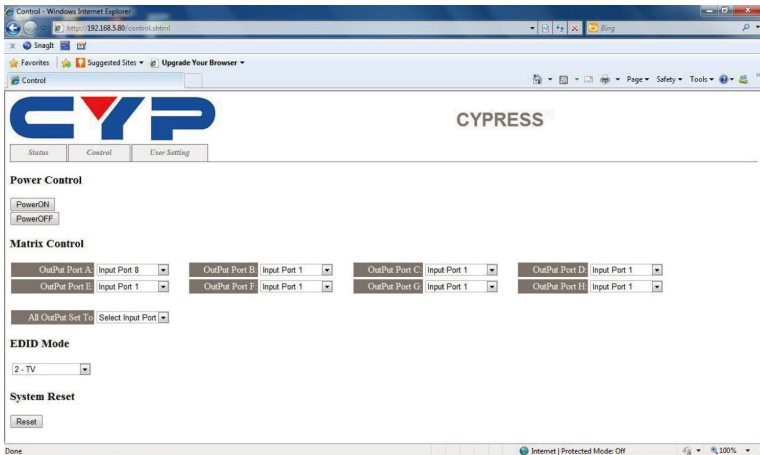 Control - Windows Internet Explorer
http://192.168.5.80/control.shtml
Bing
SnagIt
Favorites Suggested Sites Upgrade Your Browser
Control Page Safety Tools
CYP CYPRESS
Status Control User Setting
Power Control
PowerON
PowerOFF
Matrix Control
OutPut Port A: Input Port 8 OutPut Port B: Input Port 1 OutPut Port C: Input Port 1 OutPut Port D: Input Port 1
OutPut Port E: Input Port 1 OutPut Port F: Input Port 1 OutPut Port G: Input Port 1 OutPut Port H: Input Port 1
All OutPut Set To Select Input Port
EDID Mode
2 - TV
System Reset
Reset
Done Internet | Protected Mode: Off 100%